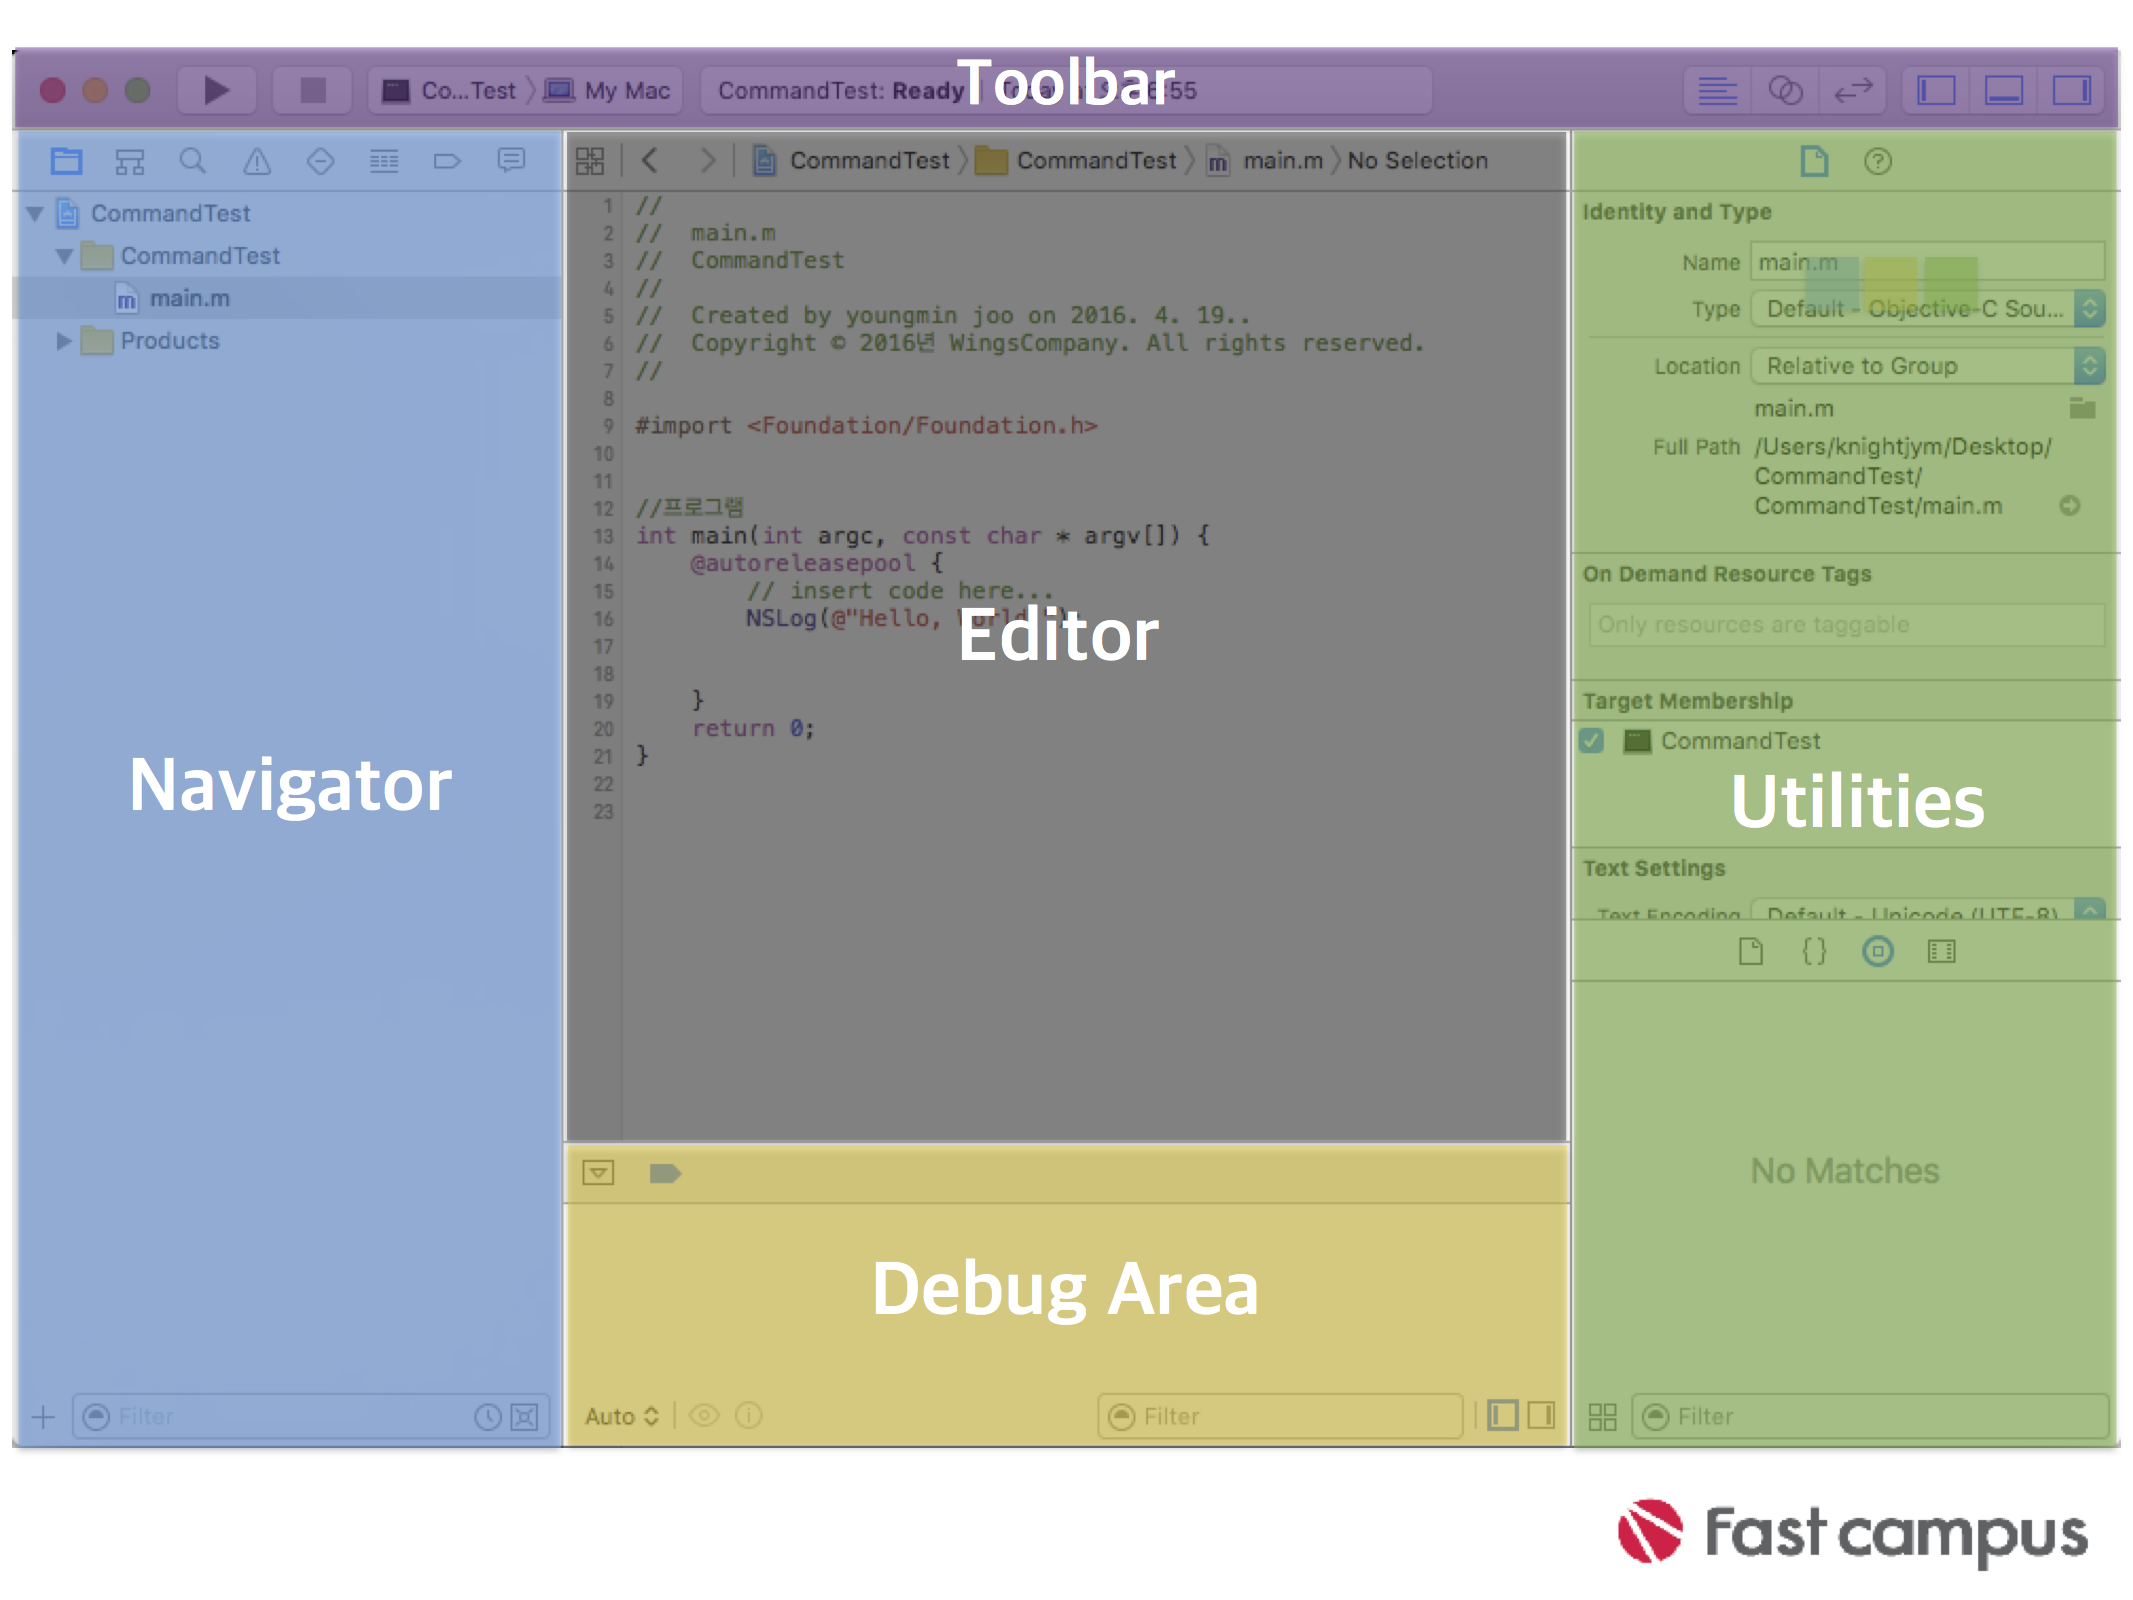 Toolbar
Co...Test 〉 My Mac
CommandTest: Ready
CommandTest
CommandTest
main.m
Products
Navigator
Filter
CommandTest 〉 CommandTest 〉 main.m 〉 No Selection
1 //
2 //  main.m
3 //  CommandTest
4 //
5 //  Created by youngmin joo on 2016. 4. 19..
6 //  Copyright © 2016년 WingsCompany. All rights reserved.
7 //
8
9 #import <Foundation/Foundation.h>
10
11
12 //프로그램
13 int main(int argc, const char * argv[]) {
14     @autoreleasepool {
15         // insert code here...
16         NSLog(@"Hello,
17
18
19     }
20     return 0;
21 }
22
23
Editor
Debug Area
Auto
Filter
Identity and Type
Name main.m
Type Default - Objective-C Sou...
Location Relative to Group
main.m
Full Path /Users/knightjym/Desktop/
CommandTest/
CommandTest/main.m
On Demand Resource Tags
Only resources are taggable
Target Membership
CommandTest
Utilities
Text Settings
Text Encoding Default - Unicode (UTF-8)
No Matches
Filter
Fast campus